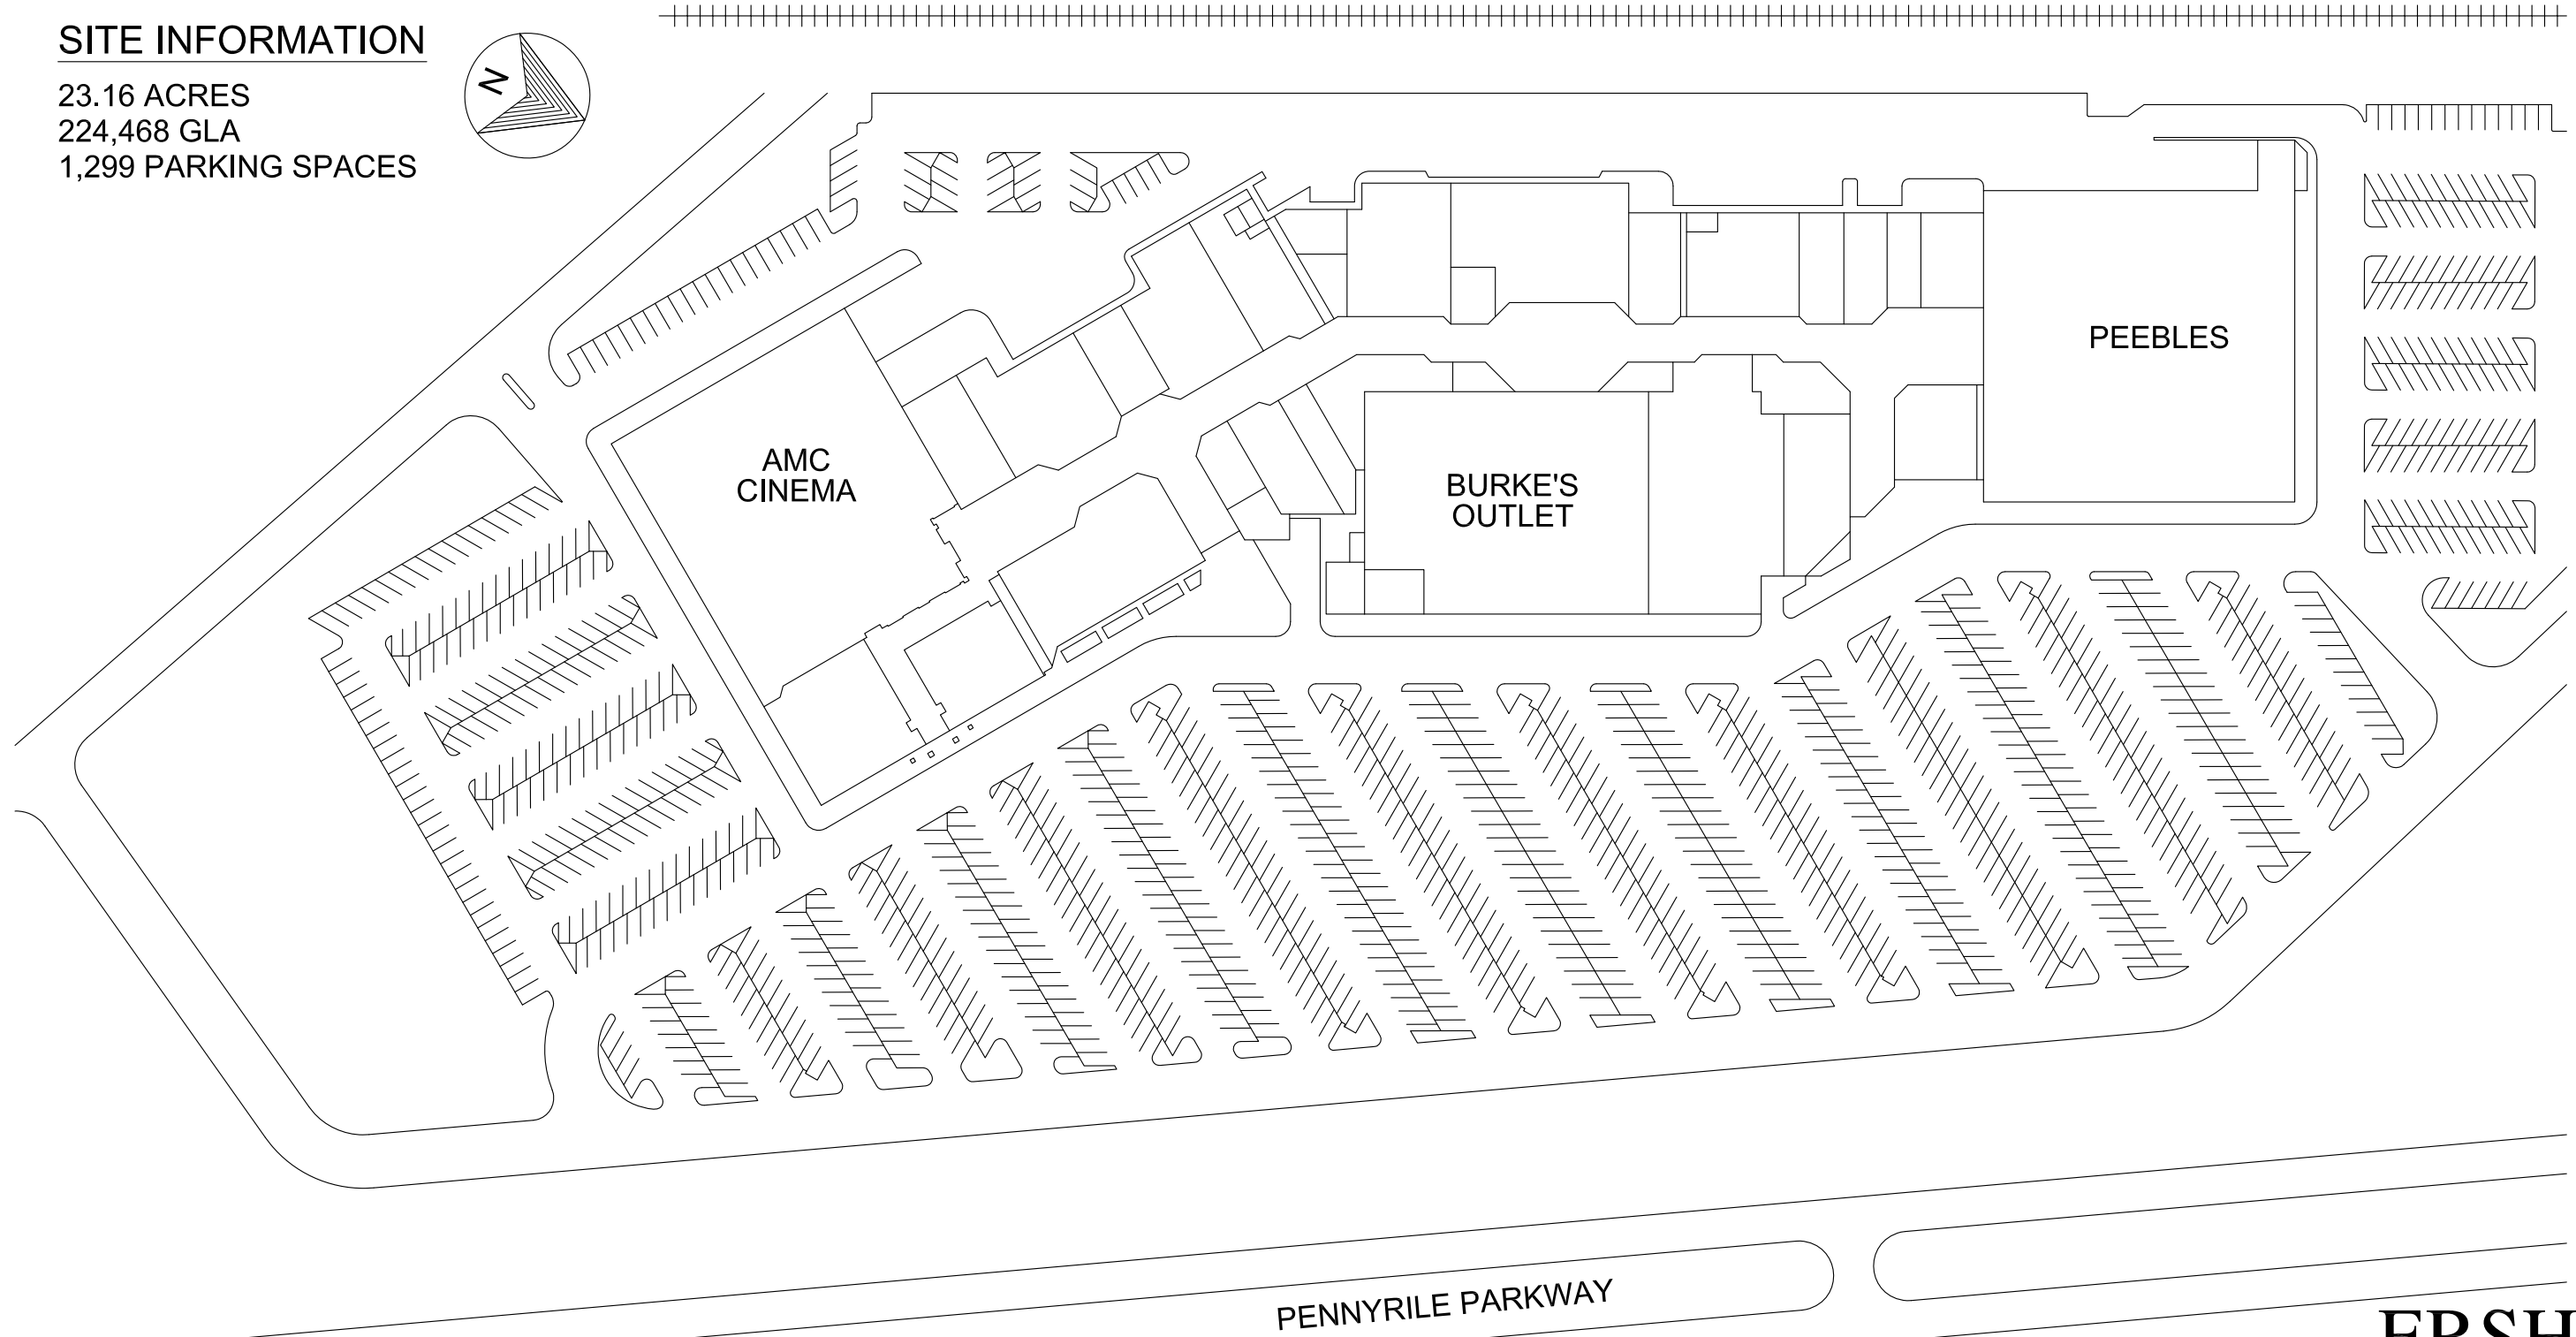 SITE INFORMATION
23.16 ACRES
224,468 GLA
1,299 PARKING SPACES
N
AMC
CINEMA
BURKE'S
OUTLET
PEEBLES
PENNYRILE PARKWAY